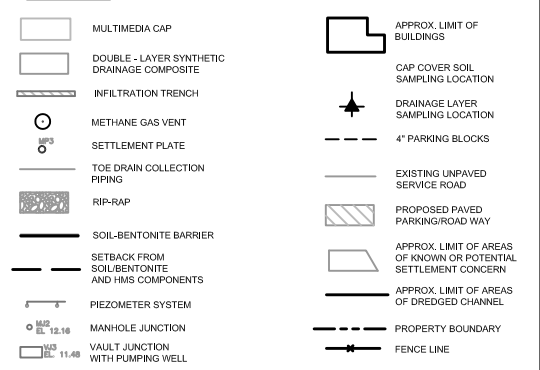 MULTIMEDIA CAP
DOUBLE - LAYER SYNTHETIC
DRAINAGE COMPOSITE
INFILTRATION TRENCH
METHANE GAS VENT
MP3
SETTLEMENT PLATE
TOE DRAIN COLLECTION
PIPING
RIP-RAP
SOIL-BENTONITE BARRIER
SETBACK FROM
SOIL/BENTONITE
AND HMS COMPONENTS
PIEZOMETER SYSTEM
MJ2
EL. 12.16
MANHOLE JUNCTION
VJ3
EL. 11.48
VAULT JUNCTION
WITH PUMPING WELL
APPROX. LIMIT OF
BUILDINGS
CAP COVER SOIL
SAMPLING LOCATION
DRAINAGE LAYER
SAMPLING LOCATION
4" PARKING BLOCKS
EXISTING UNPAVED
SERVICE ROAD
PROPOSED PAVED
PARKING/ROAD WAY
APPROX. LIMIT OF AREAS
OF KNOWN OR POTENTIAL
SETTLEMENT CONCERN
APPROX. LIMIT OF AREAS
OF DREDGED CHANNEL
PROPERTY BOUNDARY
FENCE LINE